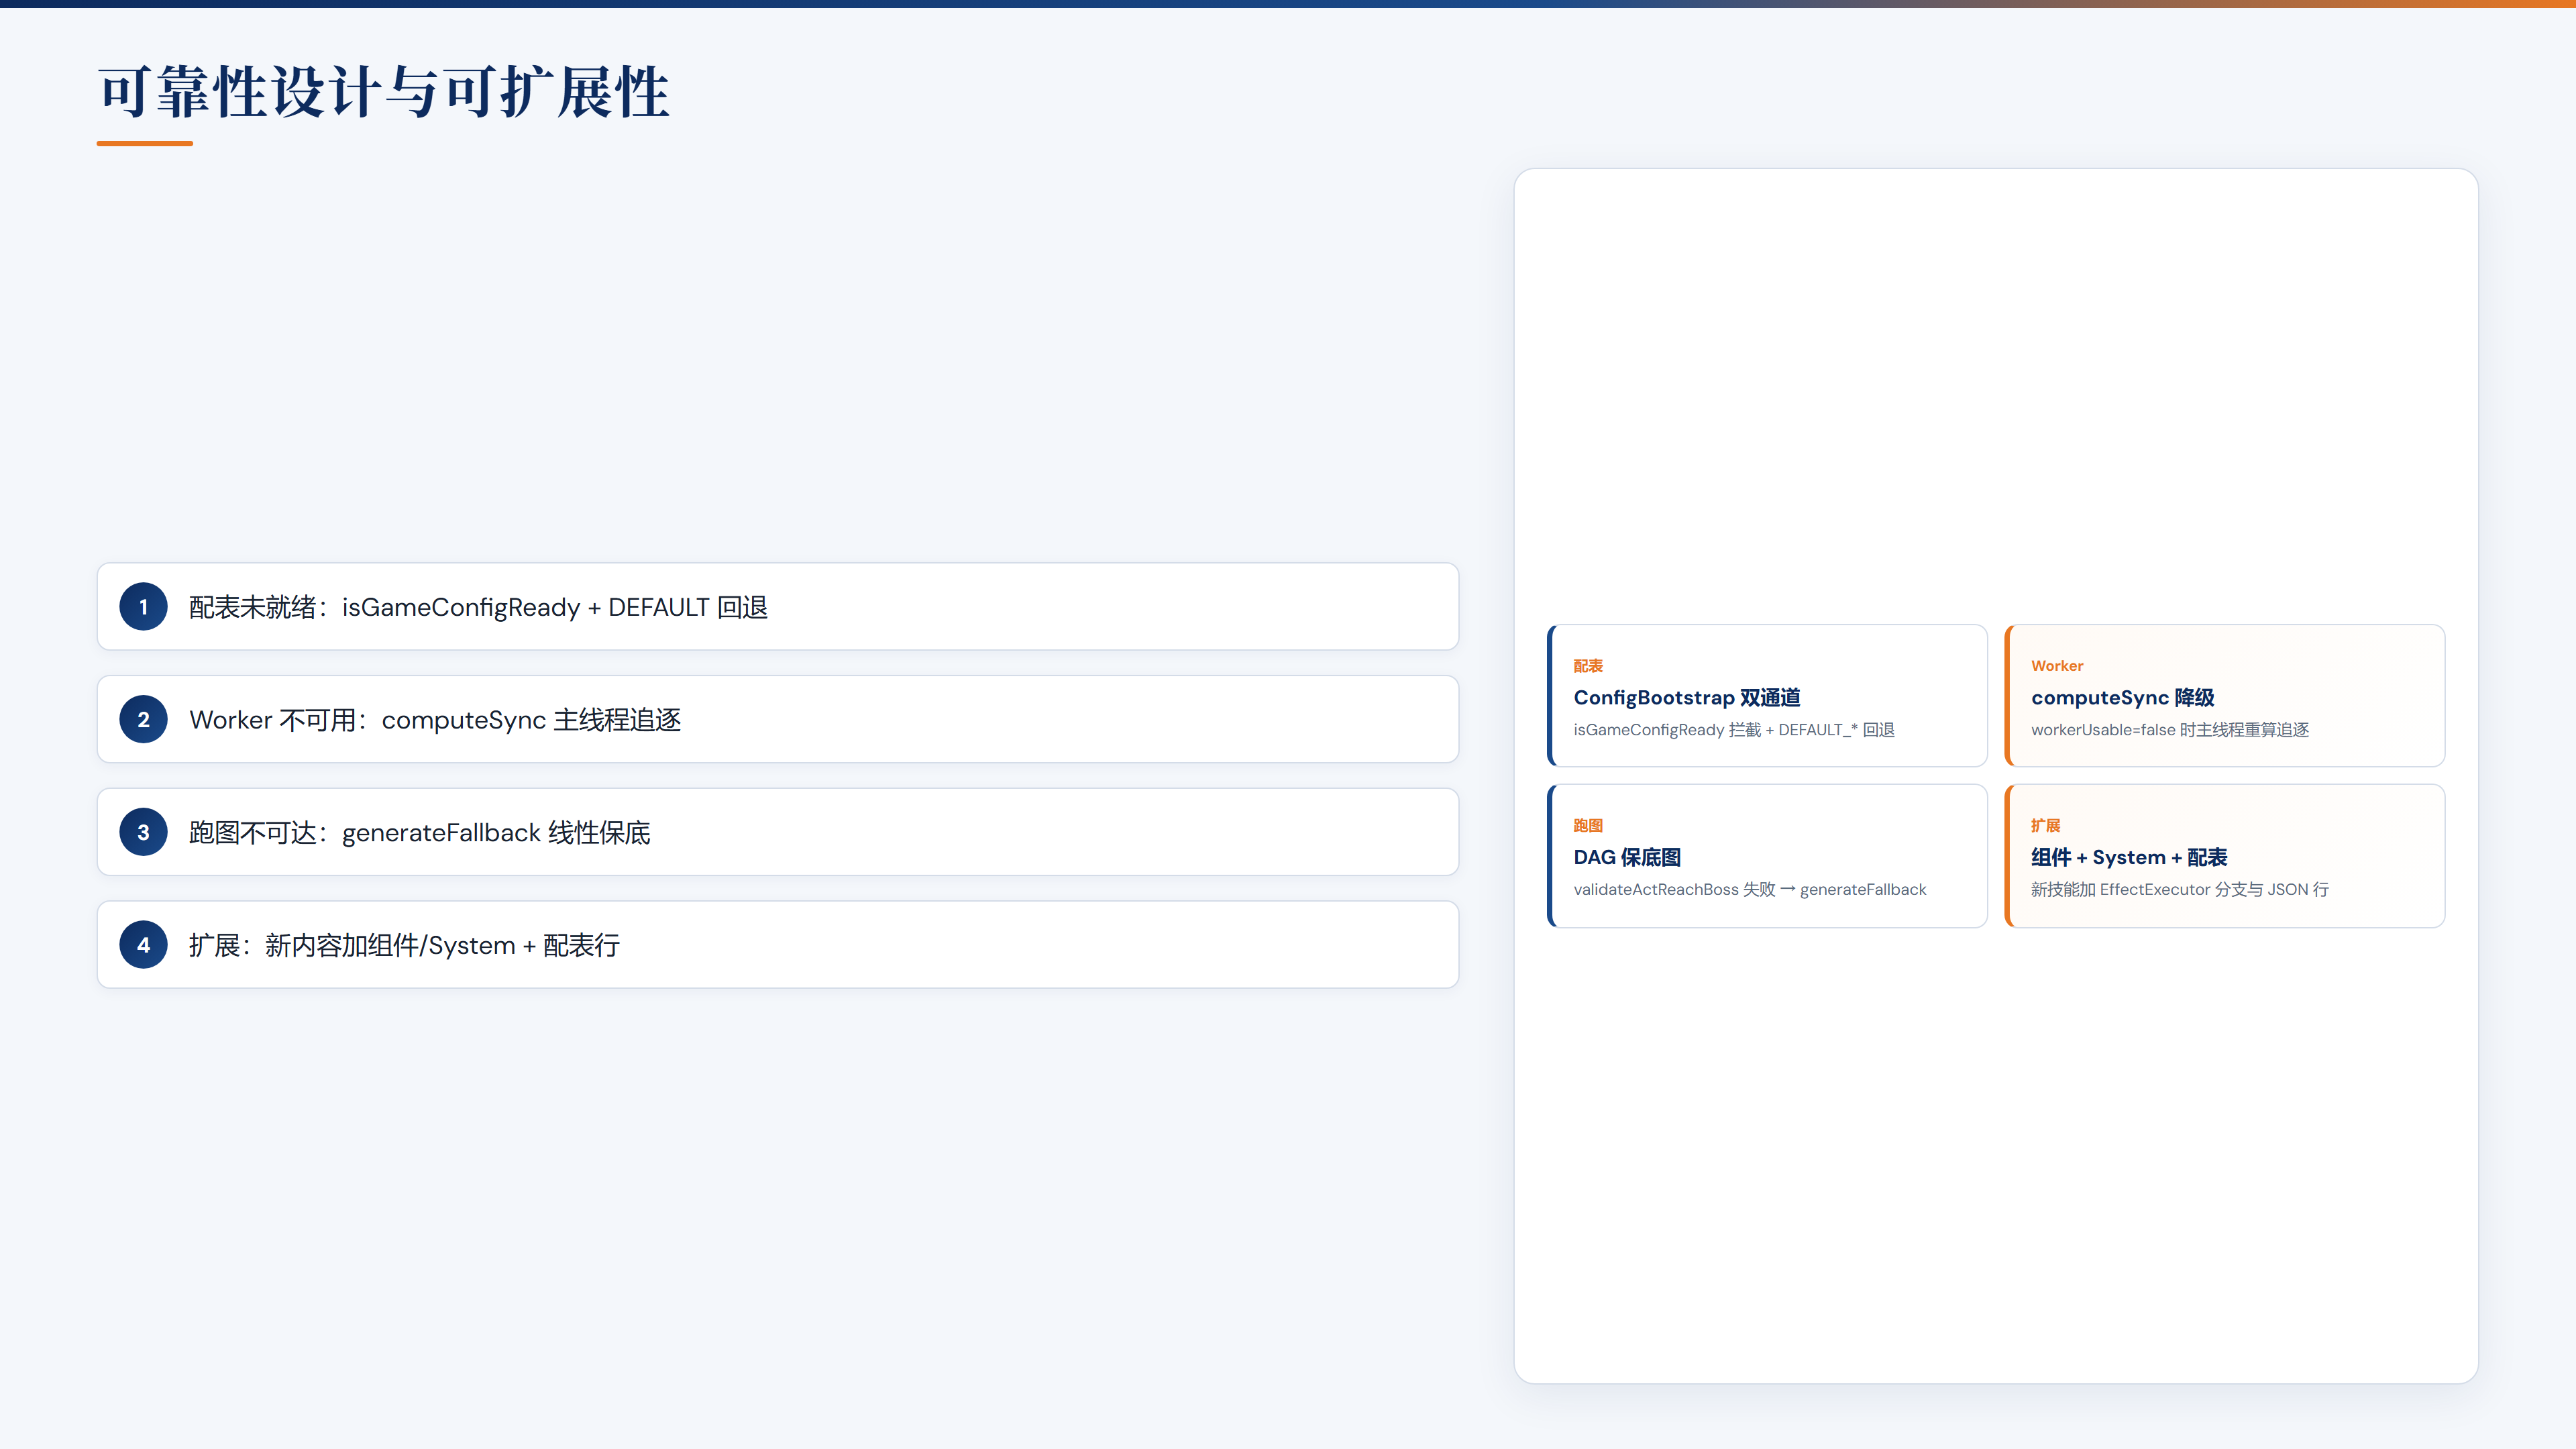 可靠性设计与可扩展性
1 配表未就绪：isGameConfigReady + DEFAULT 回退
2 Worker 不可用：computeSync 主线程追逐
3 跑图不可达：generateFallback 线性保底
4 扩展：新内容加组件/System + 配表行
配表
ConfigBootstrap 双通道
isGameConfigReady 拦截 + DEFAULT_* 回退
Worker
computeSync 降级
workerUsable=false 时主线程重算追逐
跑图
DAG 保底图
validateActReachBoss 失败 → generateFallback
扩展
组件 + System + 配表
新技能加 EffectExecutor 分支与 JSON 行